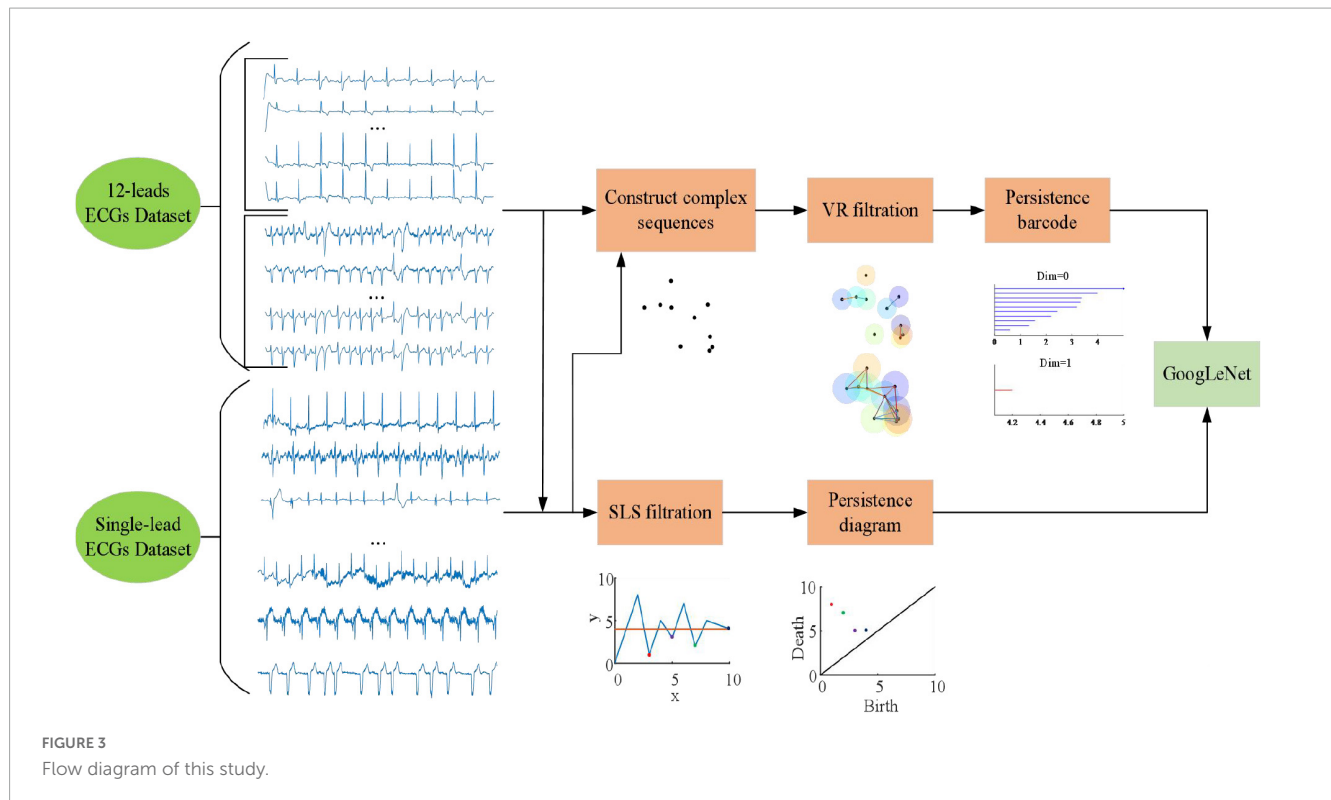 12-leads
ECGs Dataset
...
...
Single-lead
ECGs Dataset
...
Construct complex
sequences
VR filtration
Persistence
barcode
Dim=0
0 1 2 3 4
Dim=1
4.2 4.4 4.6 4.8 5
GoogLeNet
SLS filtration
Persistence
diagram
10
y
5
0
0 5 10
x
10
Death
5
0
0 5 10
Birth
FIGURE 3
Flow diagram of this study.